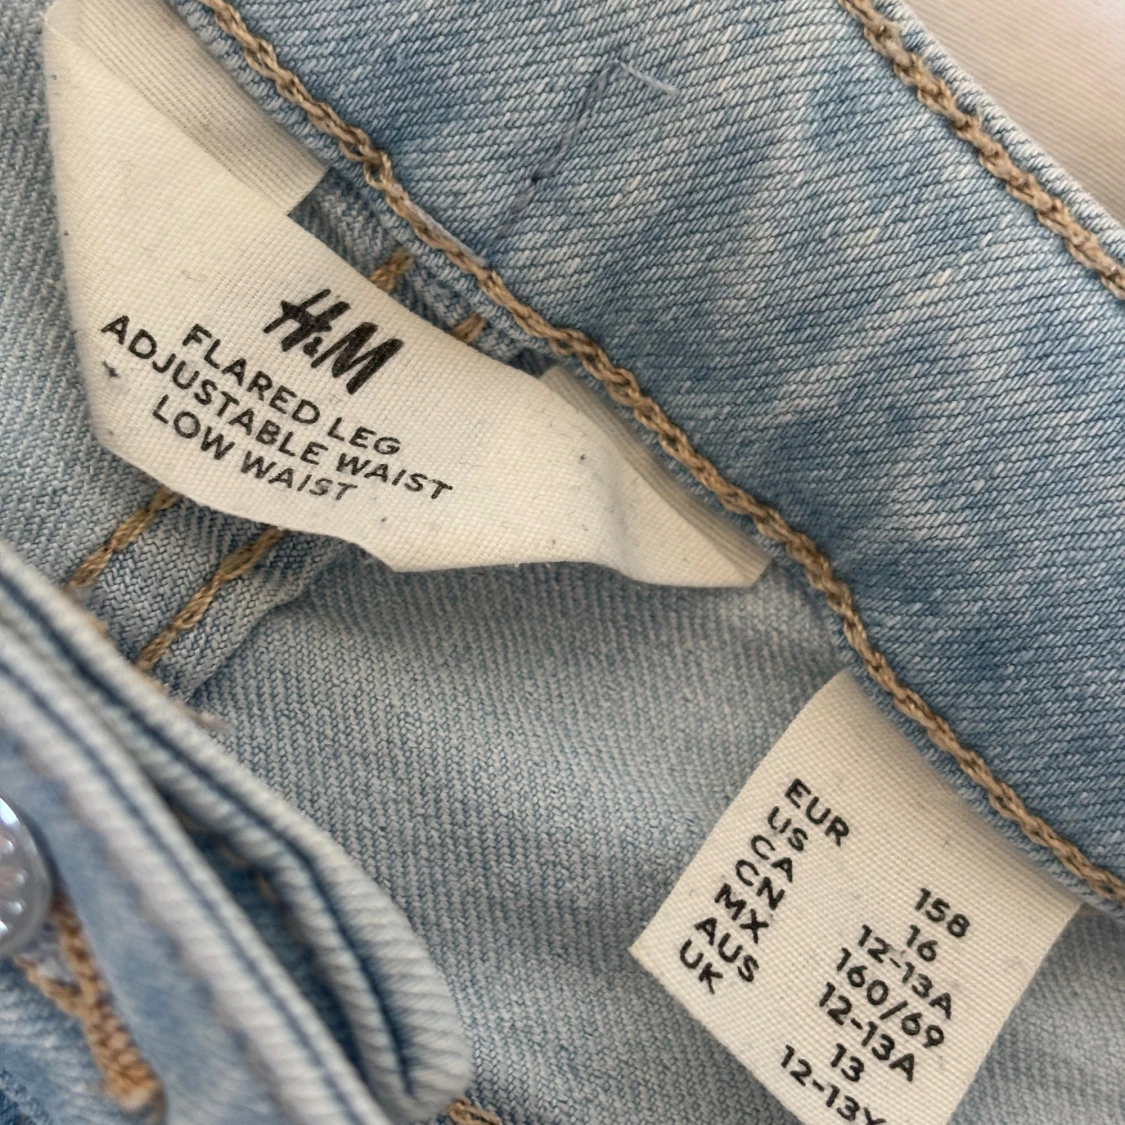 H&M
FLARED LEG
ADJUSTABLE WAIST
LOW WAIST
EUR 158
US 16
CA 12-13A
CN 160/69
MX 12-13A
AUS 13
UK 12-13Y